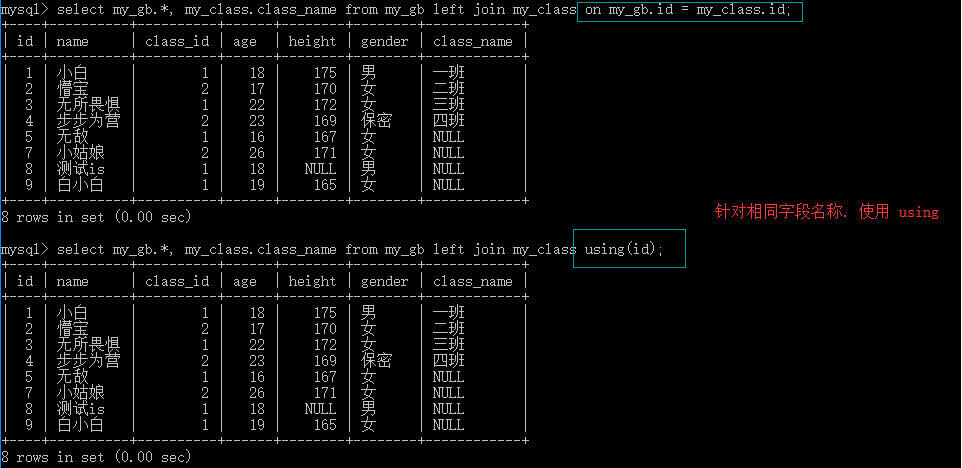 mysql> select my_gb.*, my_class.class_name from my_gb left join my_class on my_gb.id = my_class.id;
+----+----------+----------+------+--------+--------+------------+
| id | name | class_id | age | height | gender | class_name |
+----+----------+----------+------+--------+--------+------------+
| 1 | 小白 | 1 | 18 | 175 | 男 | 一班 |
| 2 | 懵宝 | 2 | 17 | 170 | 女 | 二班 |
| 3 | 无所畏惧 | 1 | 22 | 172 | 女 | 三班 |
| 4 | 步步为营 | 2 | 23 | 169 | 保密 | 四班 |
| 5 | 无敌 | 1 | 16 | 167 | 女 | NULL |
| 7 | 小姑娘 | 2 | 26 | 171 | 女 | NULL |
| 8 | 测试is | 1 | 18 | NULL | 男 | NULL |
| 9 | 白小白 | 1 | 19 | 165 | 女 | NULL |
+----+----------+----------+------+--------+--------+------------+
8 rows in set (0.00 sec)
针对相同字段名称. 使用 using
mysql> select my_gb.*, my_class.class_name from my_gb left join my_class using(id);
+----+----------+----------+------+--------+--------+------------+
| id | name | class_id | age | height | gender | class_name |
+----+----------+----------+------+--------+--------+------------+
| 1 | 小白 | 1 | 18 | 175 | 男 | 一班 |
| 2 | 懵宝 | 2 | 17 | 170 | 女 | 二班 |
| 3 | 无所畏惧 | 1 | 22 | 172 | 女 | 三班 |
| 4 | 步步为营 | 2 | 23 | 169 | 保密 | 四班 |
| 5 | 无敌 | 1 | 16 | 167 | 女 | NULL |
| 7 | 小姑娘 | 2 | 26 | 171 | 女 | NULL |
| 8 | 测试is | 1 | 18 | NULL | 男 | NULL |
| 9 | 白小白 | 1 | 19 | 165 | 女 | NULL |
+----+----------+----------+------+--------+--------+------------+
8 rows in set (0.00 sec)